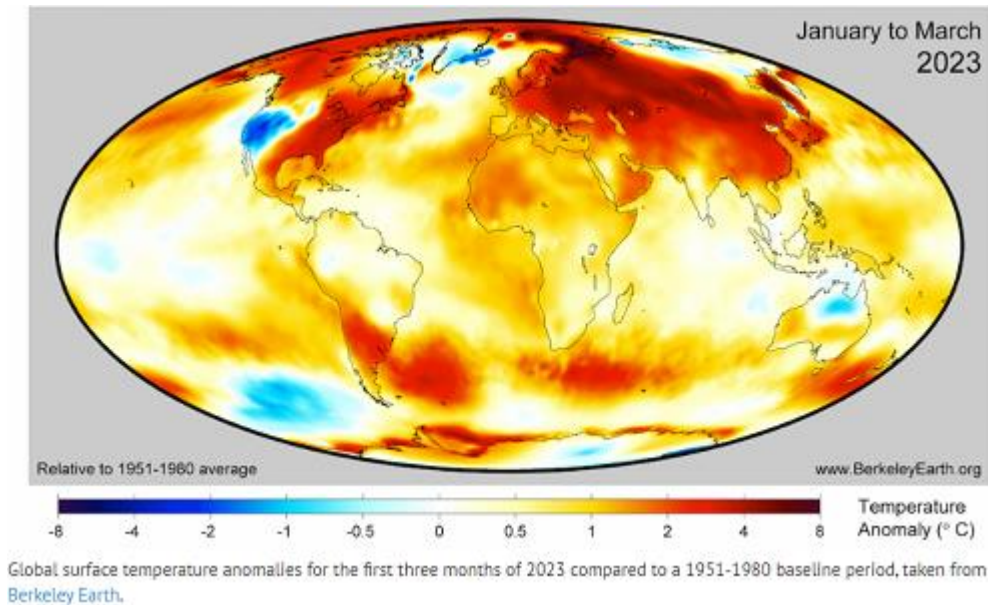 January to March
2023
Relative to 1951-1980 average
www.BerkeleyEarth.org
-8 -4 -2 -1 -0.5 0 0.5 1 2 4 8
Temperature
Anomaly (° C)
Global surface temperature anomalies for the first three months of 2023 compared to a 1951-1980 baseline period, taken from
Berkeley Earth.